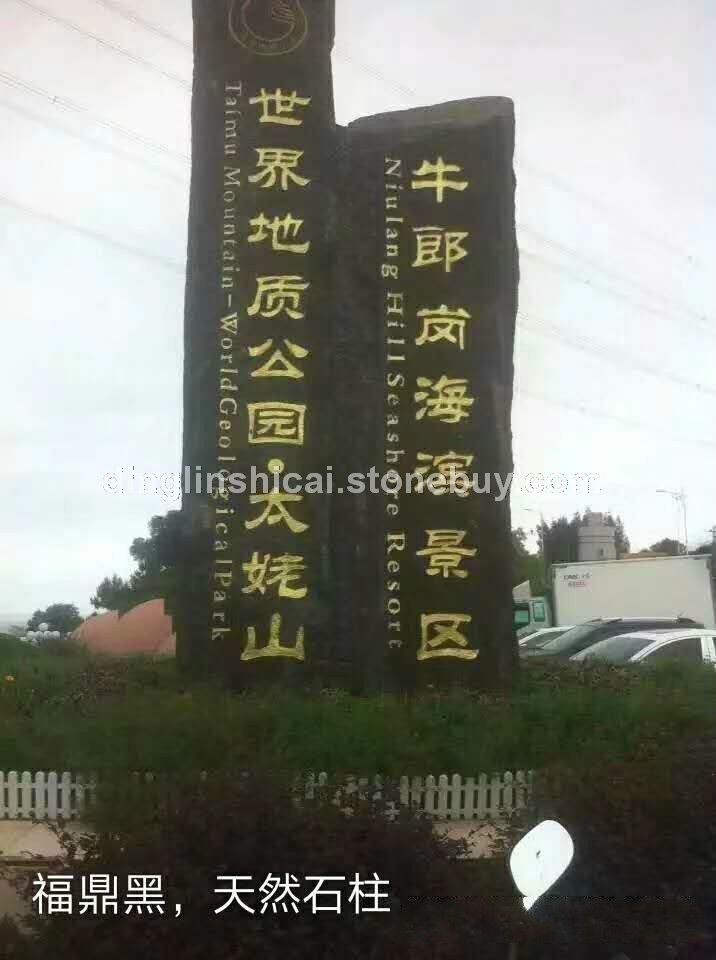 世界地质公园·太姥山
Taimu Mountain-World Geological Park
牛郎岗海滨景区
Niulang Hill Seashore Resort
dinglinshicai.stonebuy.com
福鼎黑，天然石柱